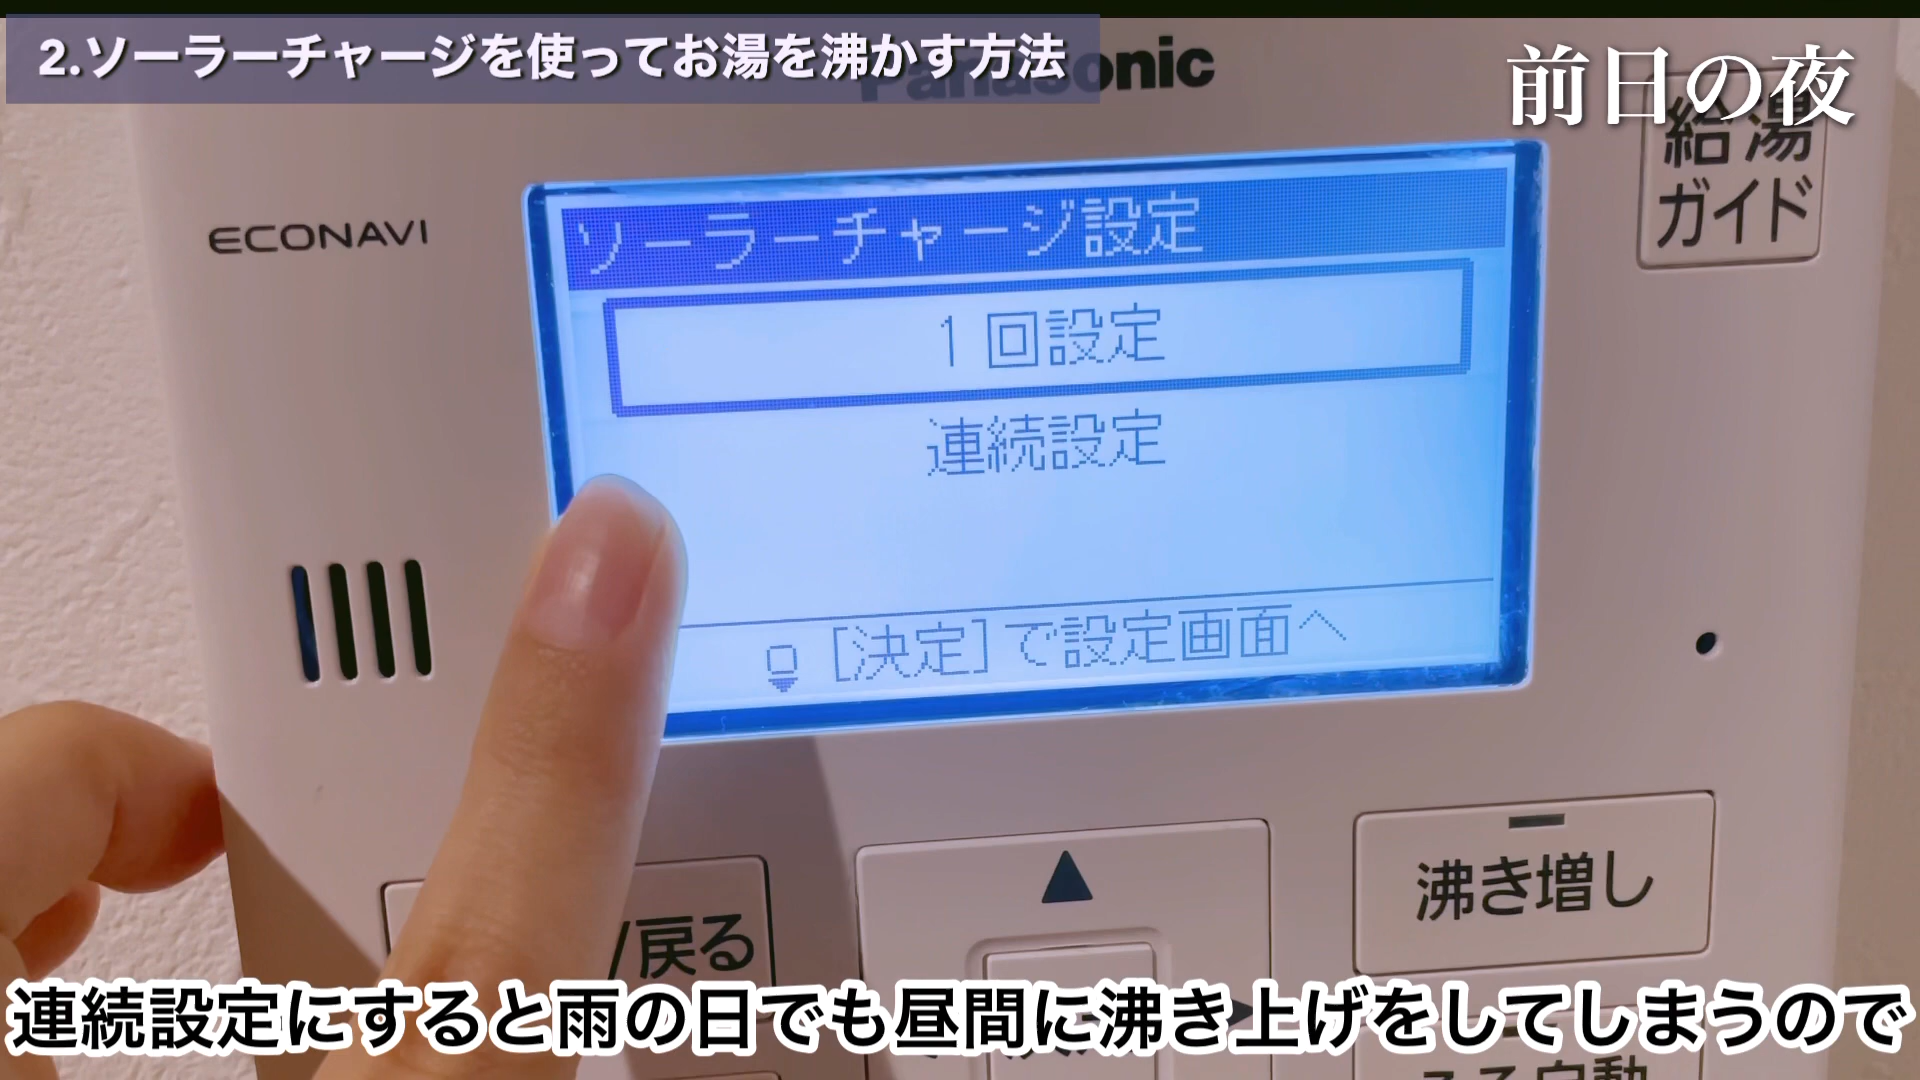 2.ソーラーチャージを使ってお湯を沸かす方法
前日の夜
Panasonic
給湯
ガイド
ECONAVI
ソーラーチャージ設定
1回設定
連続設定
[決定]で設定画面へ
沸き増し
/戻る
連続設定にすると雨の日でも昼間に沸き上げをしてしまうので